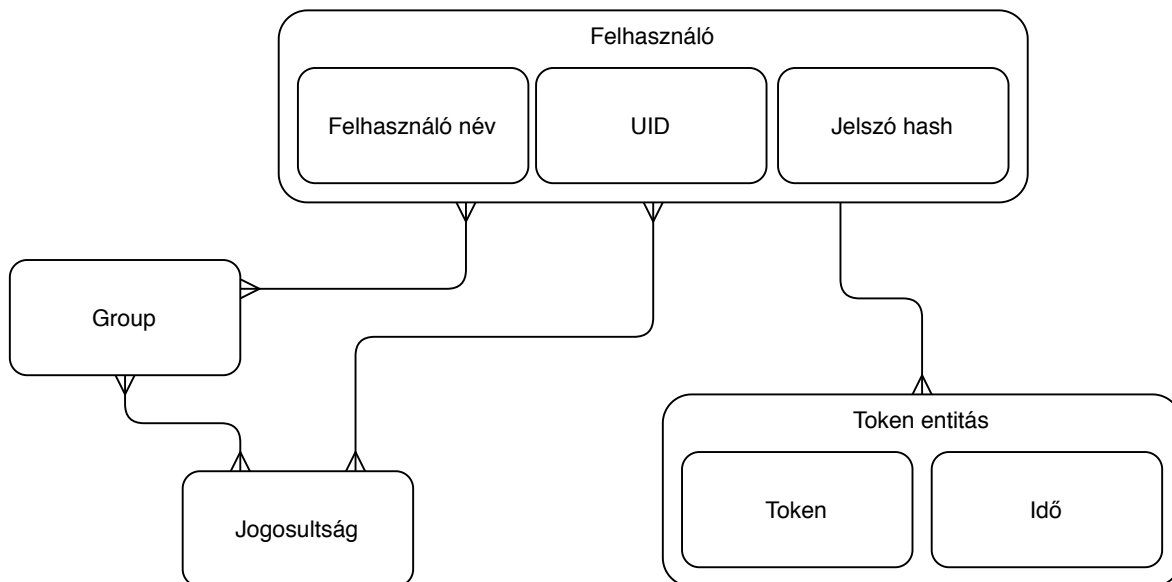 Felhasználó
Felhasználó név
UID
Jelszó hash
Group
Jogosultság
Token entitás
Token
Idő